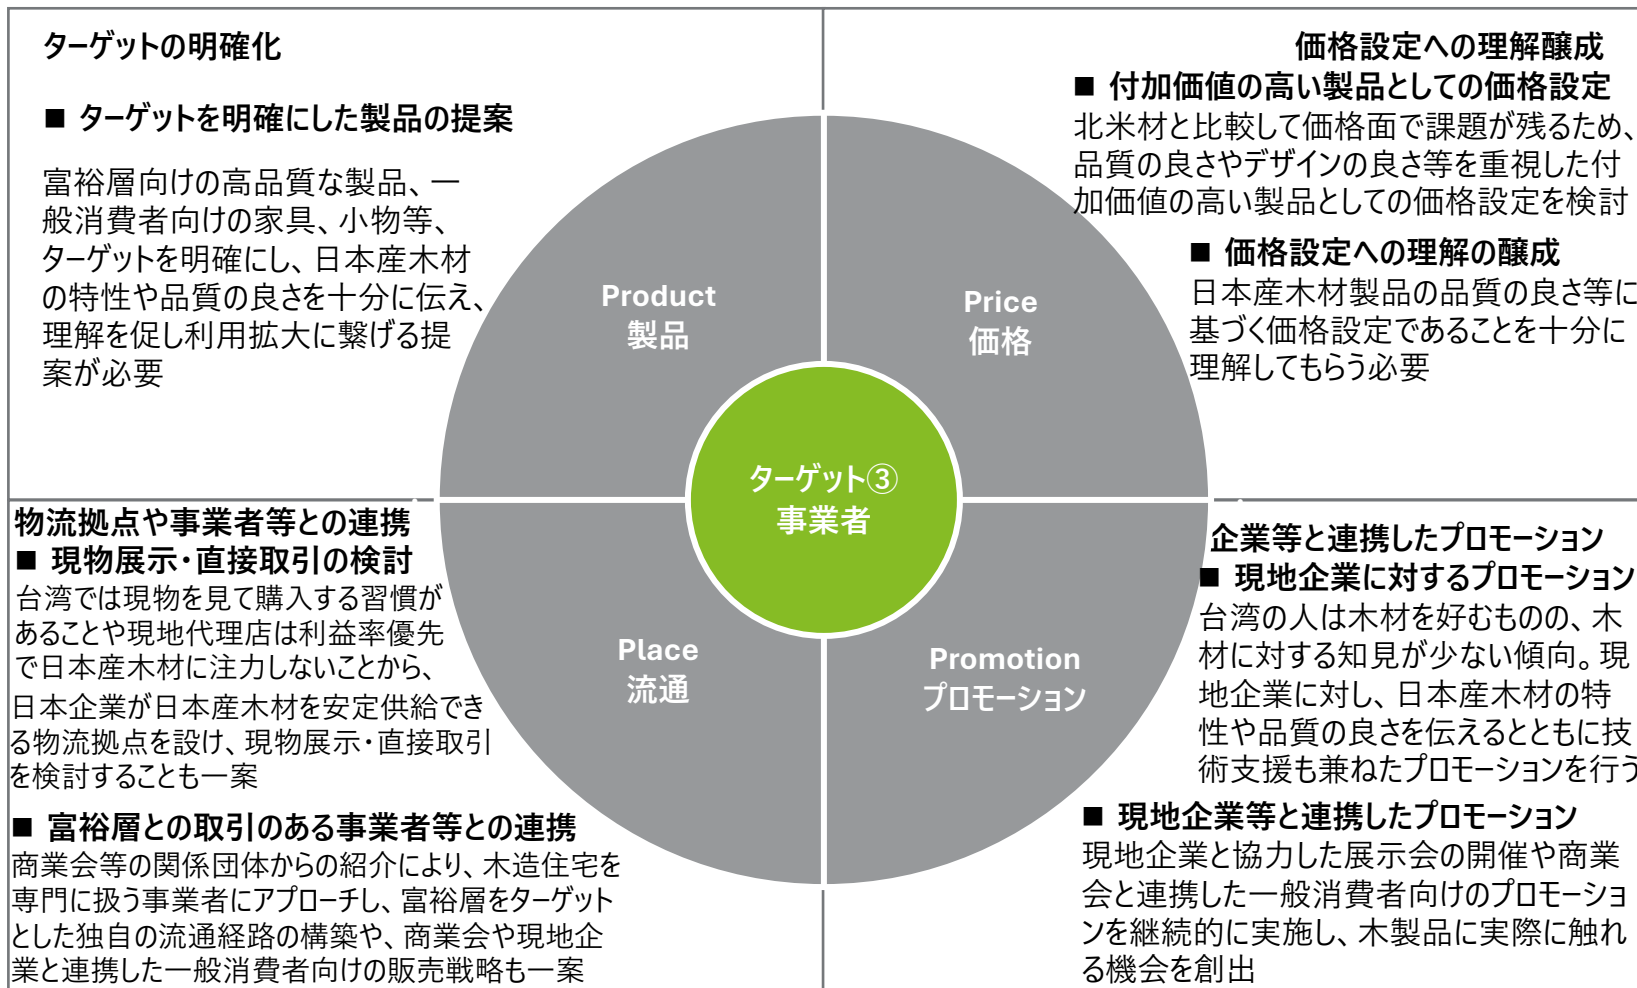 ターゲットの明確化
■ ターゲットを明確にした製品の提案
富裕層向けの高品質な製品、一
般消費者向けの家具、小物等、
ターゲットを明確にし、日本産木材
の特性や品質の良さを十分に伝え、
理解を促し利用拡大に繋げる提
案が必要
価格設定への理解醸成
■ 付加価値の高い製品としての価格設定
北米材と比較して価格面で課題が残るため、
品質の良さやデザインの良さ等を重視した付
加価値の高い製品としての価格設定を検討
■ 価格設定への理解の醸成
日本産木材製品の品質の良さ等に
基づく価格設定であることを十分に
理解してもらう必要
Product
製品
Price
価格
ターゲット③
事業者
Place
流通
Promotion
プロモーション
物流拠点や事業者等との連携
■ 現物展示・直接取引の検討
台湾では現物を見て購入する習慣が
あることや現地代理店は利益率優先
で日本産木材に注力しないことから、
日本企業が日本産木材を安定供給でき
る物流拠点を設け、現物展示・直接取引
を検討することも一案
■ 富裕層との取引のある事業者等との連携
商業会等の関係団体からの紹介により、木造住宅を
専門に扱う事業者にアプローチし、富裕層をターゲット
とした独自の流通経路の構築や、商業会や現地企
業と連携した一般消費者向けの販売戦略も一案
企業等と連携したプロモーション
■ 現地企業に対するプロモーション
台湾の人は木材を好むものの、木
材に対する知見が少ない傾向。現
地企業に対し、日本産木材の特
性や品質の良さを伝えるとともに技
術支援も兼ねたプロモーションを行う
■ 現地企業等と連携したプロモーション
現地企業と協力した展示会の開催や商業
会と連携した一般消費者向けのプロモーショ
ンを継続的に実施し、木製品に実際に触れ
る機会を創出